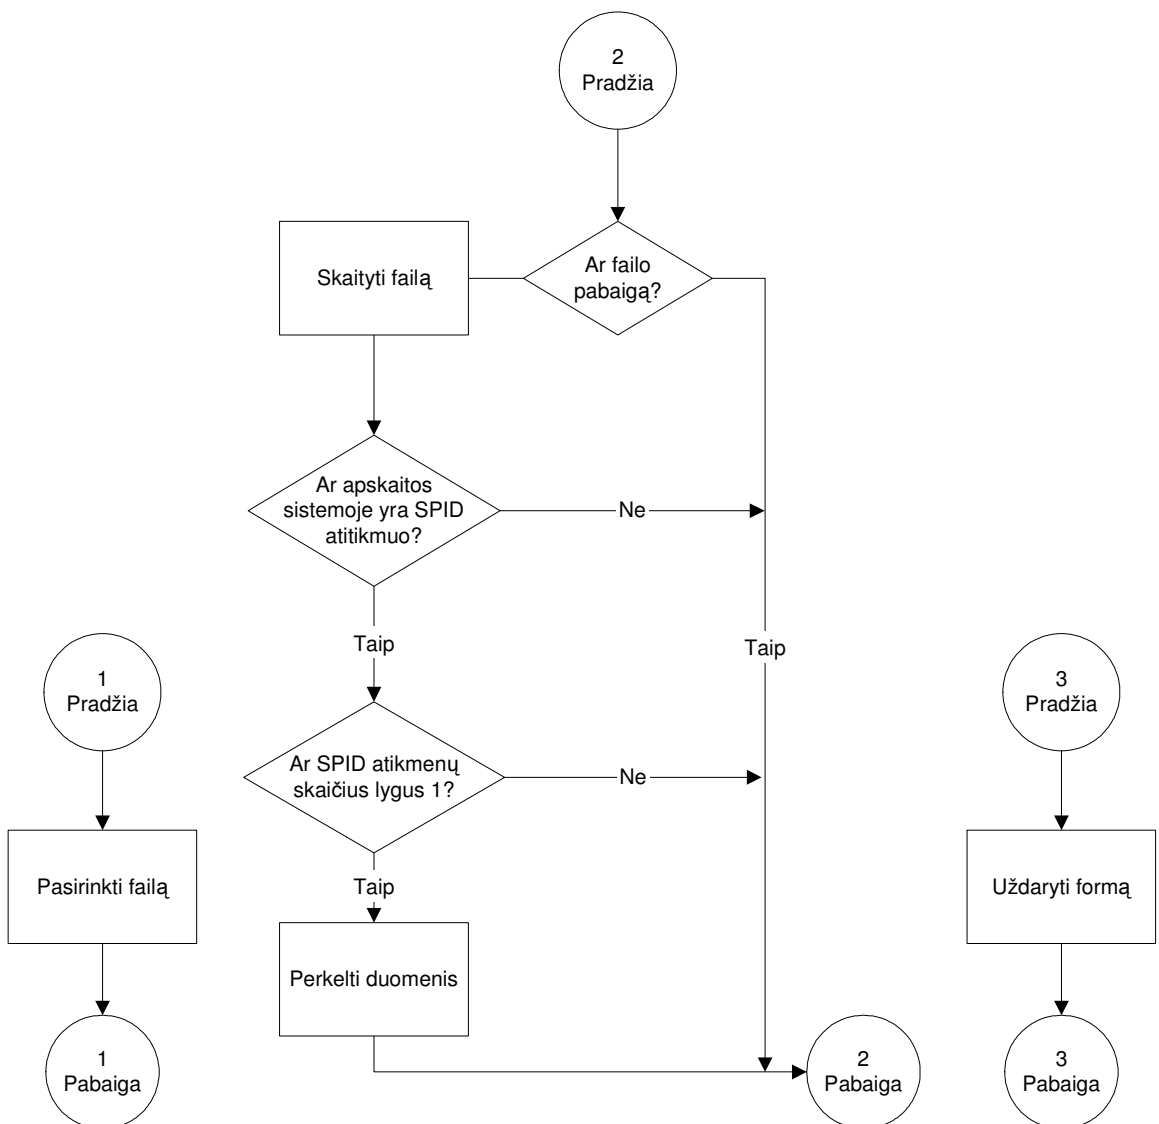 2
Pradžia
Ar failo
pabaigą?
Skaityti failą
Ar apskaitos
sistemoje yra SPID
atitikmuo?
Ne
Taip
Taip
1
Pradžia
3
Pradžia
Ar SPID atikmenų
skaičius lygus 1?
Ne
Pasirinkti failą
Taip
Uždaryti formą
Perkelti duomenis
1
Pabaiga
2
Pabaiga
3
Pabaiga